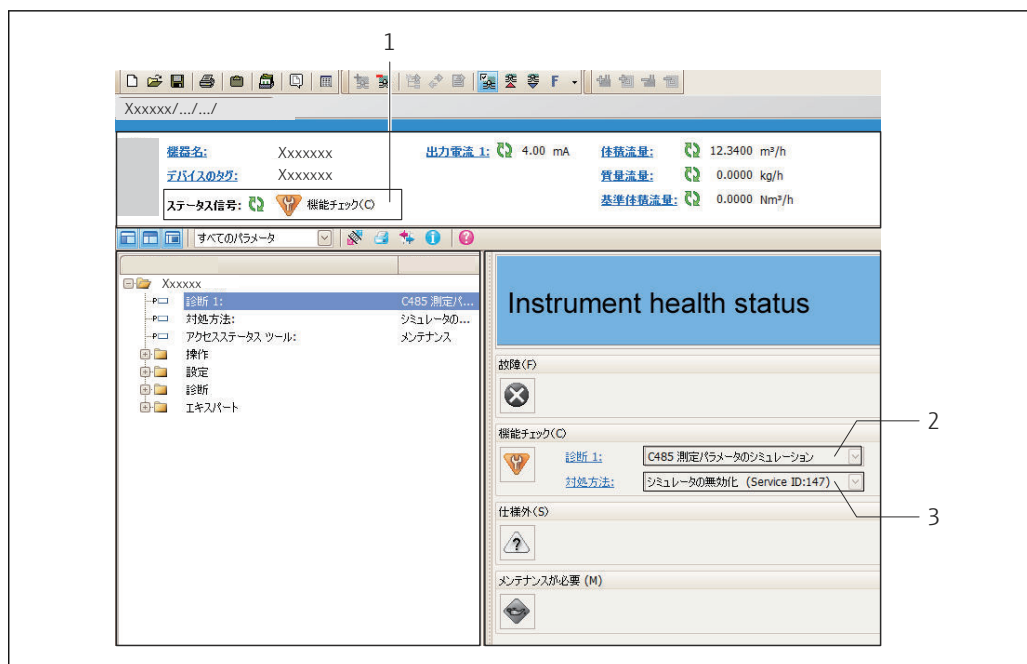 1
F
Xxxxxx/.../.../
機器名: Xxxxxxx 出力電流 1: 4.00 mA 体積流量: 12.3400 m³/h
デバイスのタグ: Xxxxxxx 質量流量: 0.0000 kg/h
ステータス信号: 機能チェック(C) 基準体積流量: 0.0000 Nm³/h
すべてのパラメータ
Xxxxxx
診断 1: C485 測定パ...
対処方法: シミュレータの...
アクセスステータス ツール: メンテナンス
操作
設定
診断
エキスパート
Instrument health status
故障(F)
機能チェック(C)
診断 1: C485 測定パラメータのシミュレーション
2
対処方法: シミュレータの無効化 (Service ID:147)
3
仕様外(S)
メンテナンスが必要 (M)